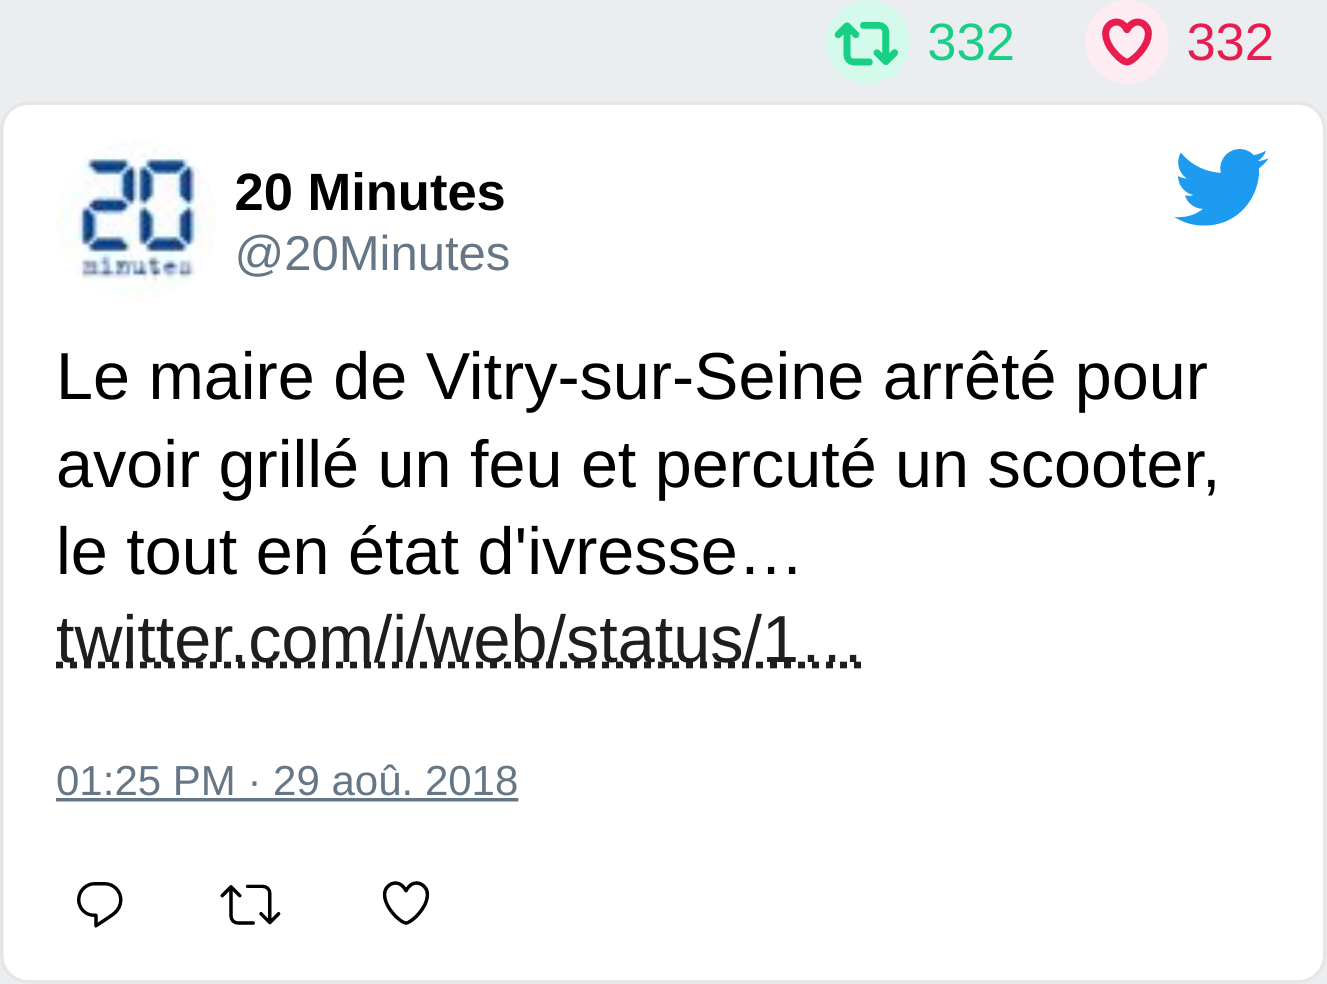 332 332
20 minutes
20 Minutes
@20Minutes
Le maire de Vitry-sur-Seine arrêté pour
avoir grillé un feu et percuté un scooter,
le tout en état d'ivresse…
twitter.com/i/web/status/1…
01:25 PM · 29 aoû. 2018